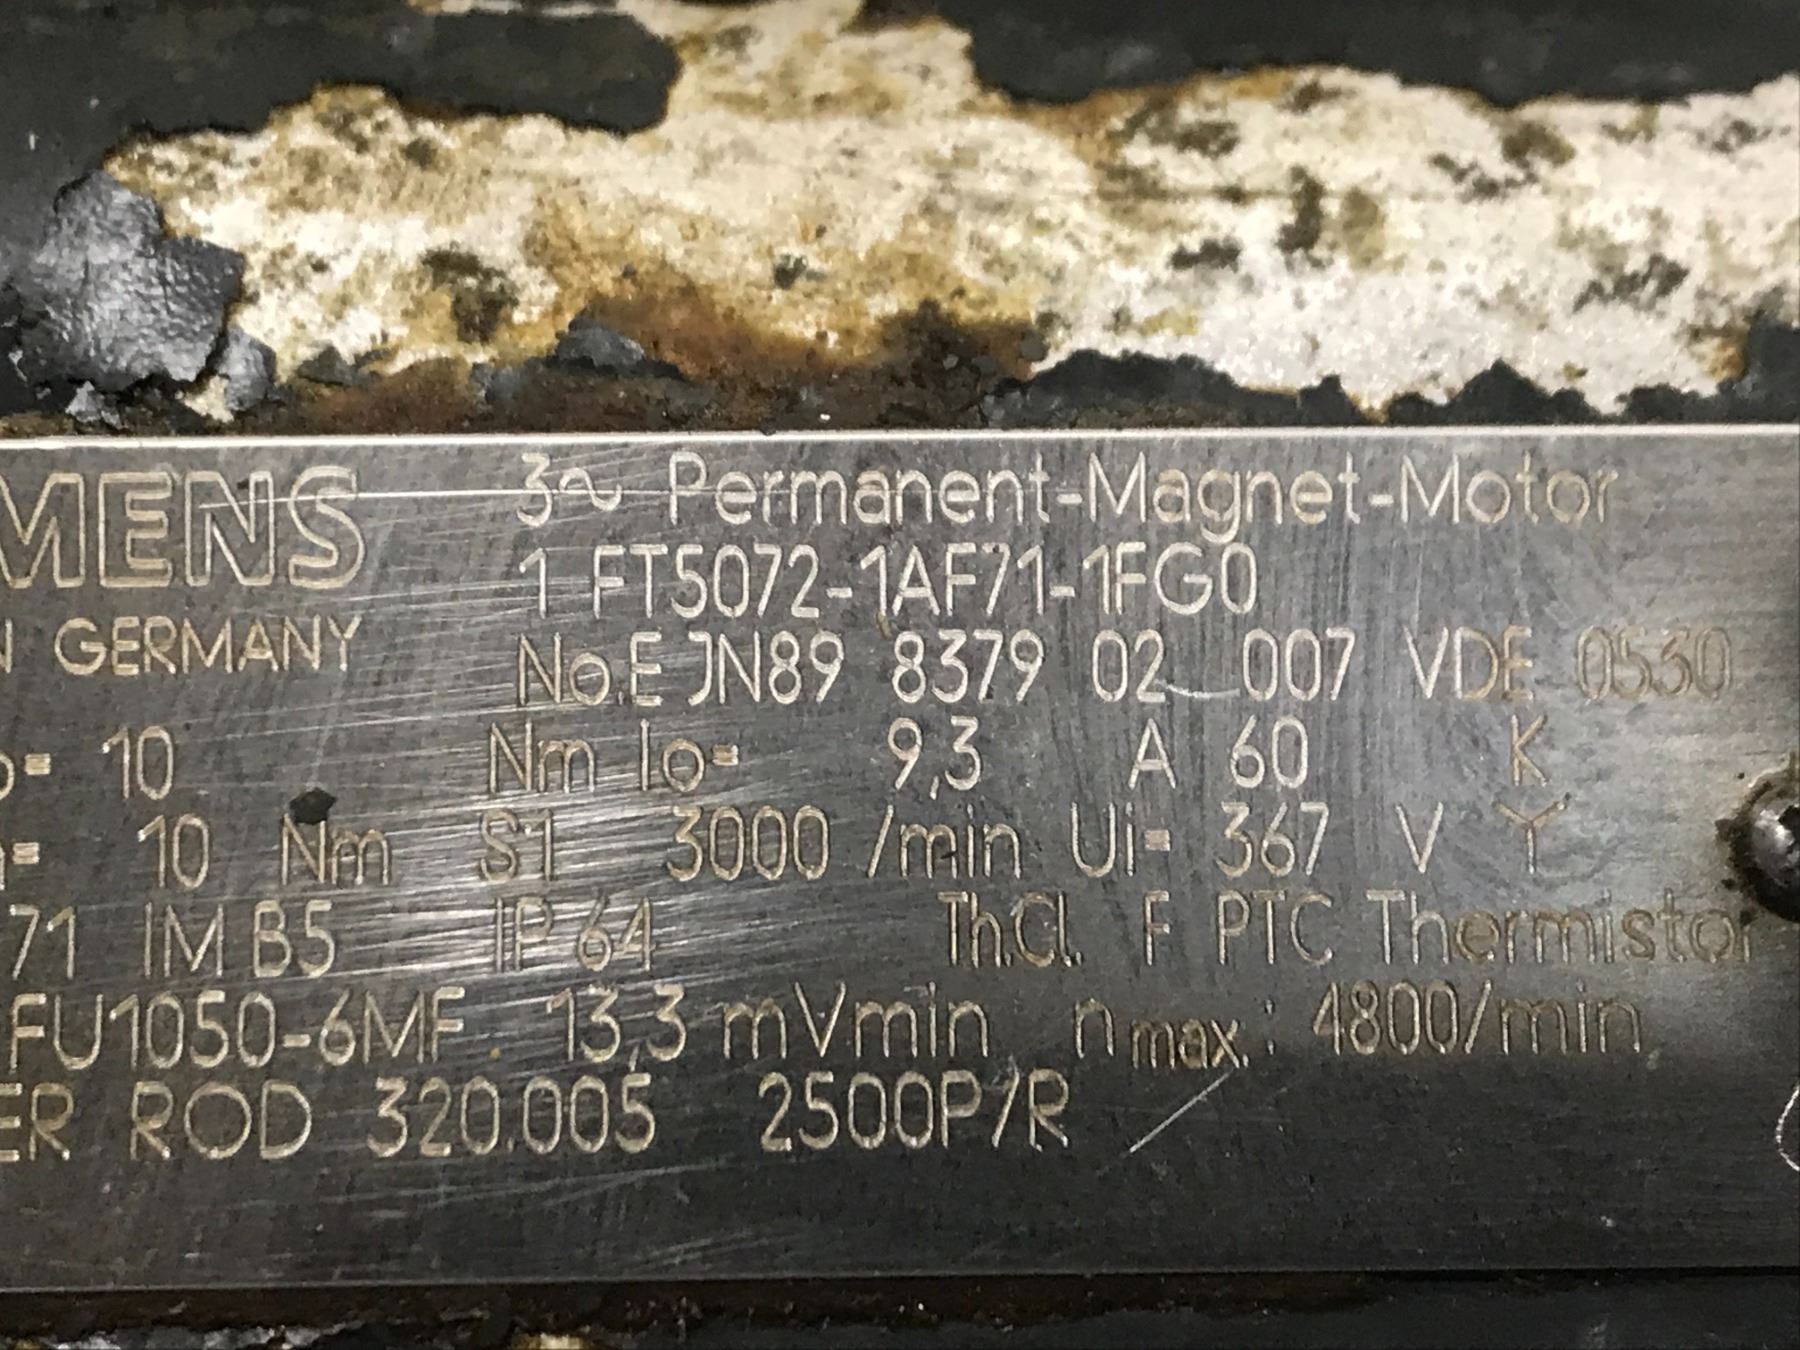 MENS 3~ Permanent-Magnet-Motor
1 FT5072-1AF71-1FG0
N GERMANY No.E JN89 8379 02 007 VDE 0530
o= 10 Nm Io= 9,3 A 60 K
= 10 Nm S1 3000 /min Ui= 367 V Y
71 IM B5 IP 64 Th.Cl. F PTC Thermistor
FU1050-6MF 13,3 mVmin nmax.: 4800/min
ER ROD 320.005 2500P/R